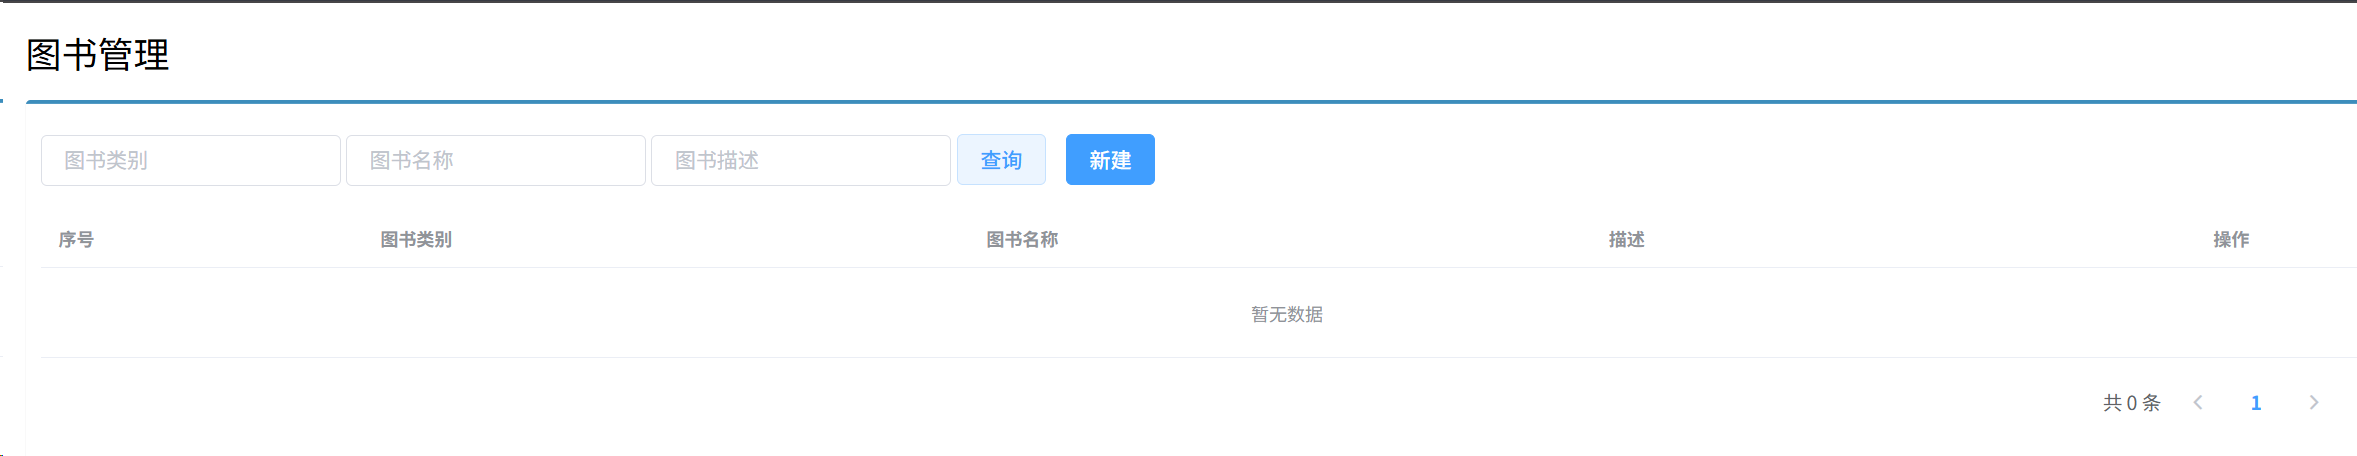 图书管理
图书类别 图书名称 图书描述 查询 新建
序号 图书类别 图书名称 描述 操作
暂无数据
共 0 条 1